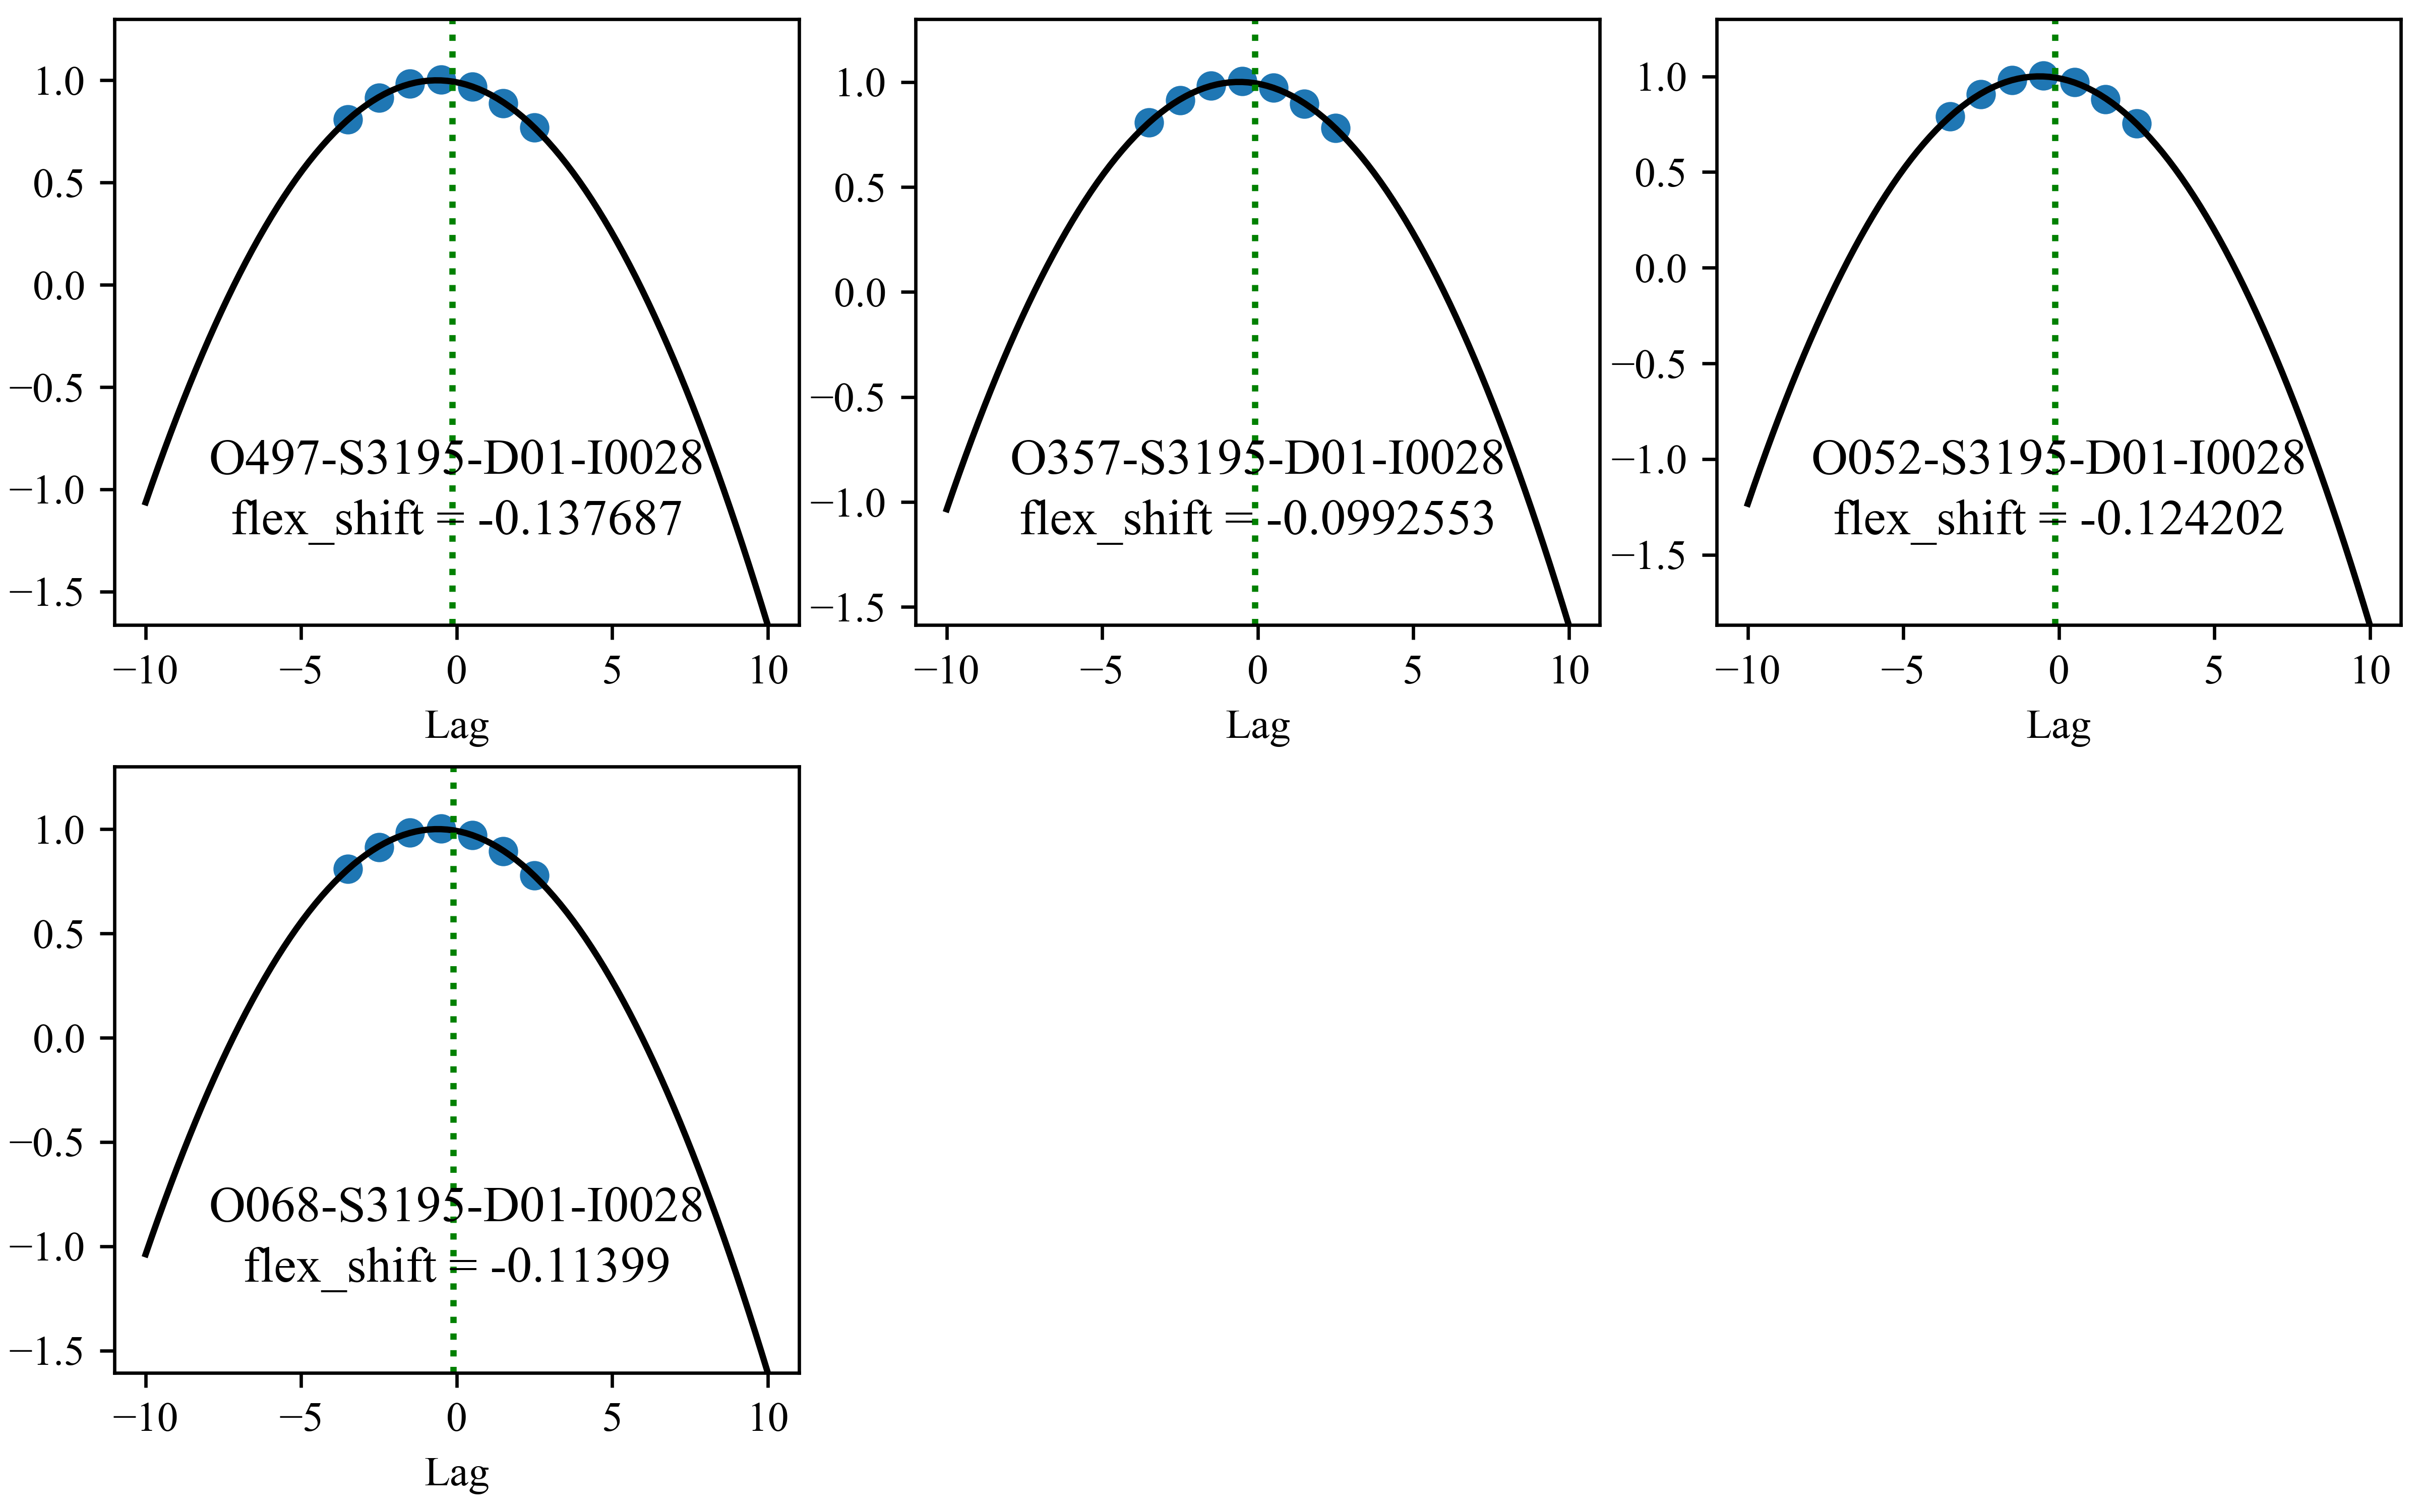 1.0
0.5
0.0
−0.5
−1.0
−1.5
O497-S3195-D01-I0028
flex_shift = -0.137687
−10 −5 0 5 10
Lag
1.0
0.5
0.0
−0.5
−1.0
−1.5
O357-S3195-D01-I0028
flex_shift = -0.0992553
−10 −5 0 5 10
Lag
1.0
0.5
0.0
−0.5
−1.0
−1.5
O052-S3195-D01-I0028
flex_shift = -0.124202
−10 −5 0 5 10
Lag
1.0
0.5
0.0
−0.5
−1.0
−1.5
O068-S3195-D01-I0028
flex_shift = -0.11399
−10 −5 0 5 10
Lag